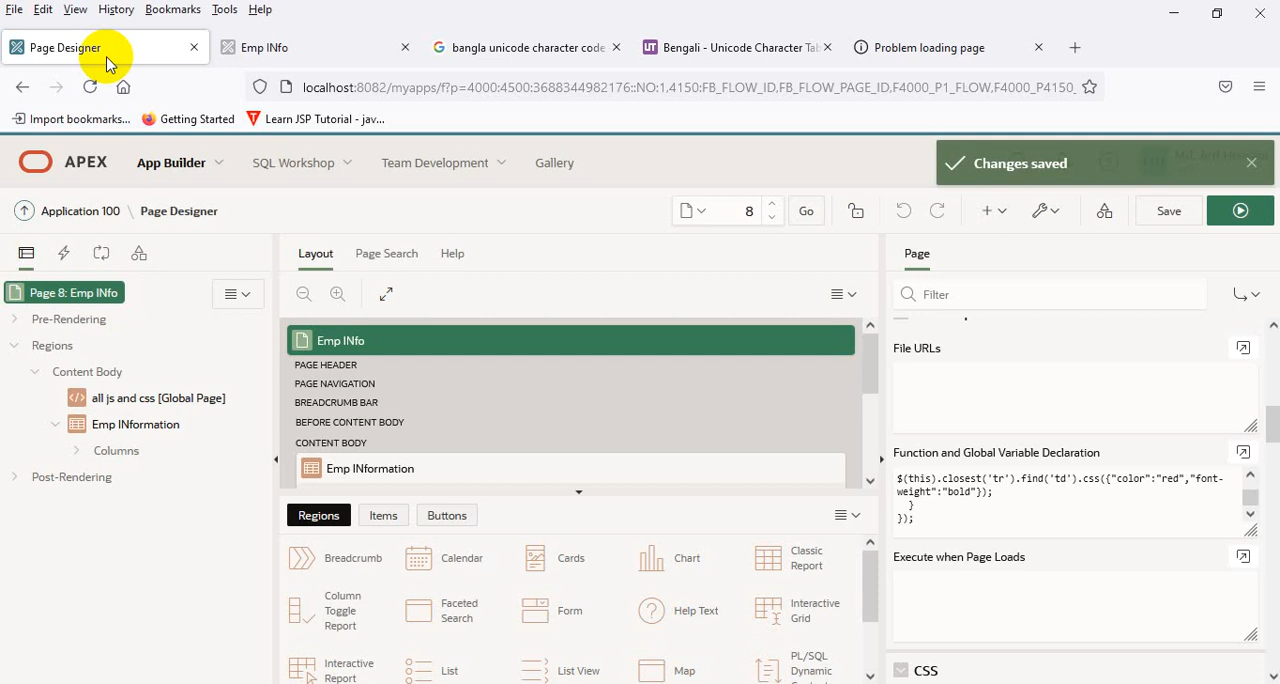 File Edit View History Bookmarks Tools Help
Page Designer
Emp INfo
bangla unicode character code
Bengali - Unicode Character Tab
Problem loading page
localhost:8082/myapps/f?p=4000:4500:3688344982176::NO:1,4150:FB_FLOW_ID,FB_FLOW_PAGE_ID,F4000_P1_FLOW,F4000_P4150_
Import bookmarks...
Getting Started
Learn JSP Tutorial - jav...
APEX
App Builder
SQL Workshop
Team Development
Gallery
Changes saved
Application 100 \ Page Designer
8
Go
Save
Page 8: Emp INfo
Pre-Rendering
Regions
Content Body
all js and css [Global Page]
Emp INformation
Columns
Post-Rendering
Layout
Page Search
Help
Emp INfo
PAGE HEADER
PAGE NAVIGATION
BREADCRUMB BAR
BEFORE CONTENT BODY
CONTENT BODY
Emp INformation
Regions
Items
Buttons
Breadcrumb
Calendar
Cards
Chart
Classic
Report
Column
Toggle
Report
Faceted
Search
Form
Help Text
Interactive
Grid
Interactive
Report
List
List View
Map
PL/SQL
Dynamic
Page
Filter
File URLs
Function and Global Variable Declaration
$(this).closest('tr').find('td').css({"color":"red","font-
weight":"bold"});
}
});
Execute when Page Loads
CSS